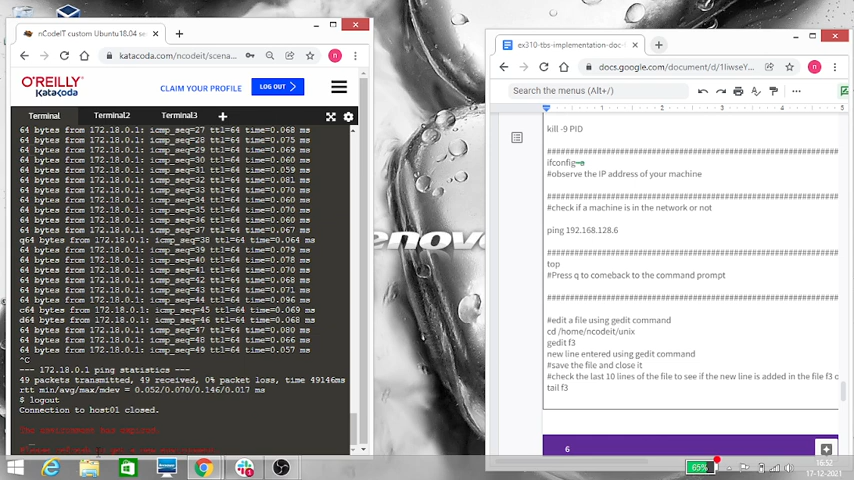 nCodeIT custom Ubuntu18.04 se
katacoda.com/ncodeit/scena
O'REILLY
Katacoda
CLAIM YOUR PROFILE
LOG OUT
Terminal
Terminal2
Terminal3
+
64 bytes from 172.18.0.1: icmp_seq=27 ttl=64 time=0.068 ms
64 bytes from 172.18.0.1: icmp_seq=28 ttl=64 time=0.075 ms
64 bytes from 172.18.0.1: icmp_seq=29 ttl=64 time=0.069 ms
64 bytes from 172.18.0.1: icmp_seq=30 ttl=64 time=0.060 ms
64 bytes from 172.18.0.1: icmp_seq=31 ttl=64 time=0.059 ms
64 bytes from 172.18.0.1: icmp_seq=32 ttl=64 time=0.081 ms
64 bytes from 172.18.0.1: icmp_seq=33 ttl=64 time=0.070 ms
64 bytes from 172.18.0.1: icmp_seq=34 ttl=64 time=0.060 ms
64 bytes from 172.18.0.1: icmp_seq=35 ttl=64 time=0.070 ms
64 bytes from 172.18.0.1: icmp_seq=36 ttl=64 time=0.060 ms
64 bytes from 172.18.0.1: icmp_seq=37 ttl=64 time=0.080 ms
q64 bytes from 172.18.0.1: icmp_seq=38 ttl=64 time=0.064 ms
64 bytes from 172.18.0.1: icmp_seq=39 ttl=64 time=0.079 ms
64 bytes from 172.18.0.1: icmp_seq=40 ttl=64 time=0.078 ms
64 bytes from 172.18.0.1: icmp_seq=41 ttl=64 time=0.070 ms
64 bytes from 172.18.0.1: icmp_seq=42 ttl=64 time=0.068 ms
64 bytes from 172.18.0.1: icmp_seq=43 ttl=64 time=0.071 ms
64 bytes from 172.18.0.1: icmp_seq=44 ttl=64 time=0.096 ms
c64 bytes from 172.18.0.1: icmp_seq=45 ttl=64 time=0.069 ms
d64 bytes from 172.18.0.1: icmp_seq=46 ttl=64 time=0.068 ms
64 bytes from 172.18.0.1: icmp_seq=47 ttl=64 time=0.080 ms
64 bytes from 172.18.0.1: icmp_seq=48 ttl=64 time=0.066 ms
64 bytes from 172.18.0.1: icmp_seq=49 ttl=64 time=0.057 ms
^C
--- 172.18.0.1 ping statistics ---
49 packets transmitted, 49 received, 0% packet loss, time 49146ms
rtt min/avg/max/mdev = 0.052/0.070/0.146/0.017 ms
$ logout
Connection to host01 closed.
enovo
ex310-tbs-implementation-doc-
docs.google.com/document/d/1IiwseY
Search the menus (Alt+/)
kill -9 PID
################################################
ifconfig -a
#observe the IP address of your machine
################################################
#check if a machine is in the network or not
ping 192.168.128.6
################################################
top
#Press q to comeback to the command prompt
################################################
#edit a file using gedit command
cd /home/ncodeit/unix
gedit f3
new line entered using gedit command
#save the file and close it
#check the last 10 lines of the file to see if the new line is added in the file f3 o
tail f3
6
65%
16:52
17-12-2021